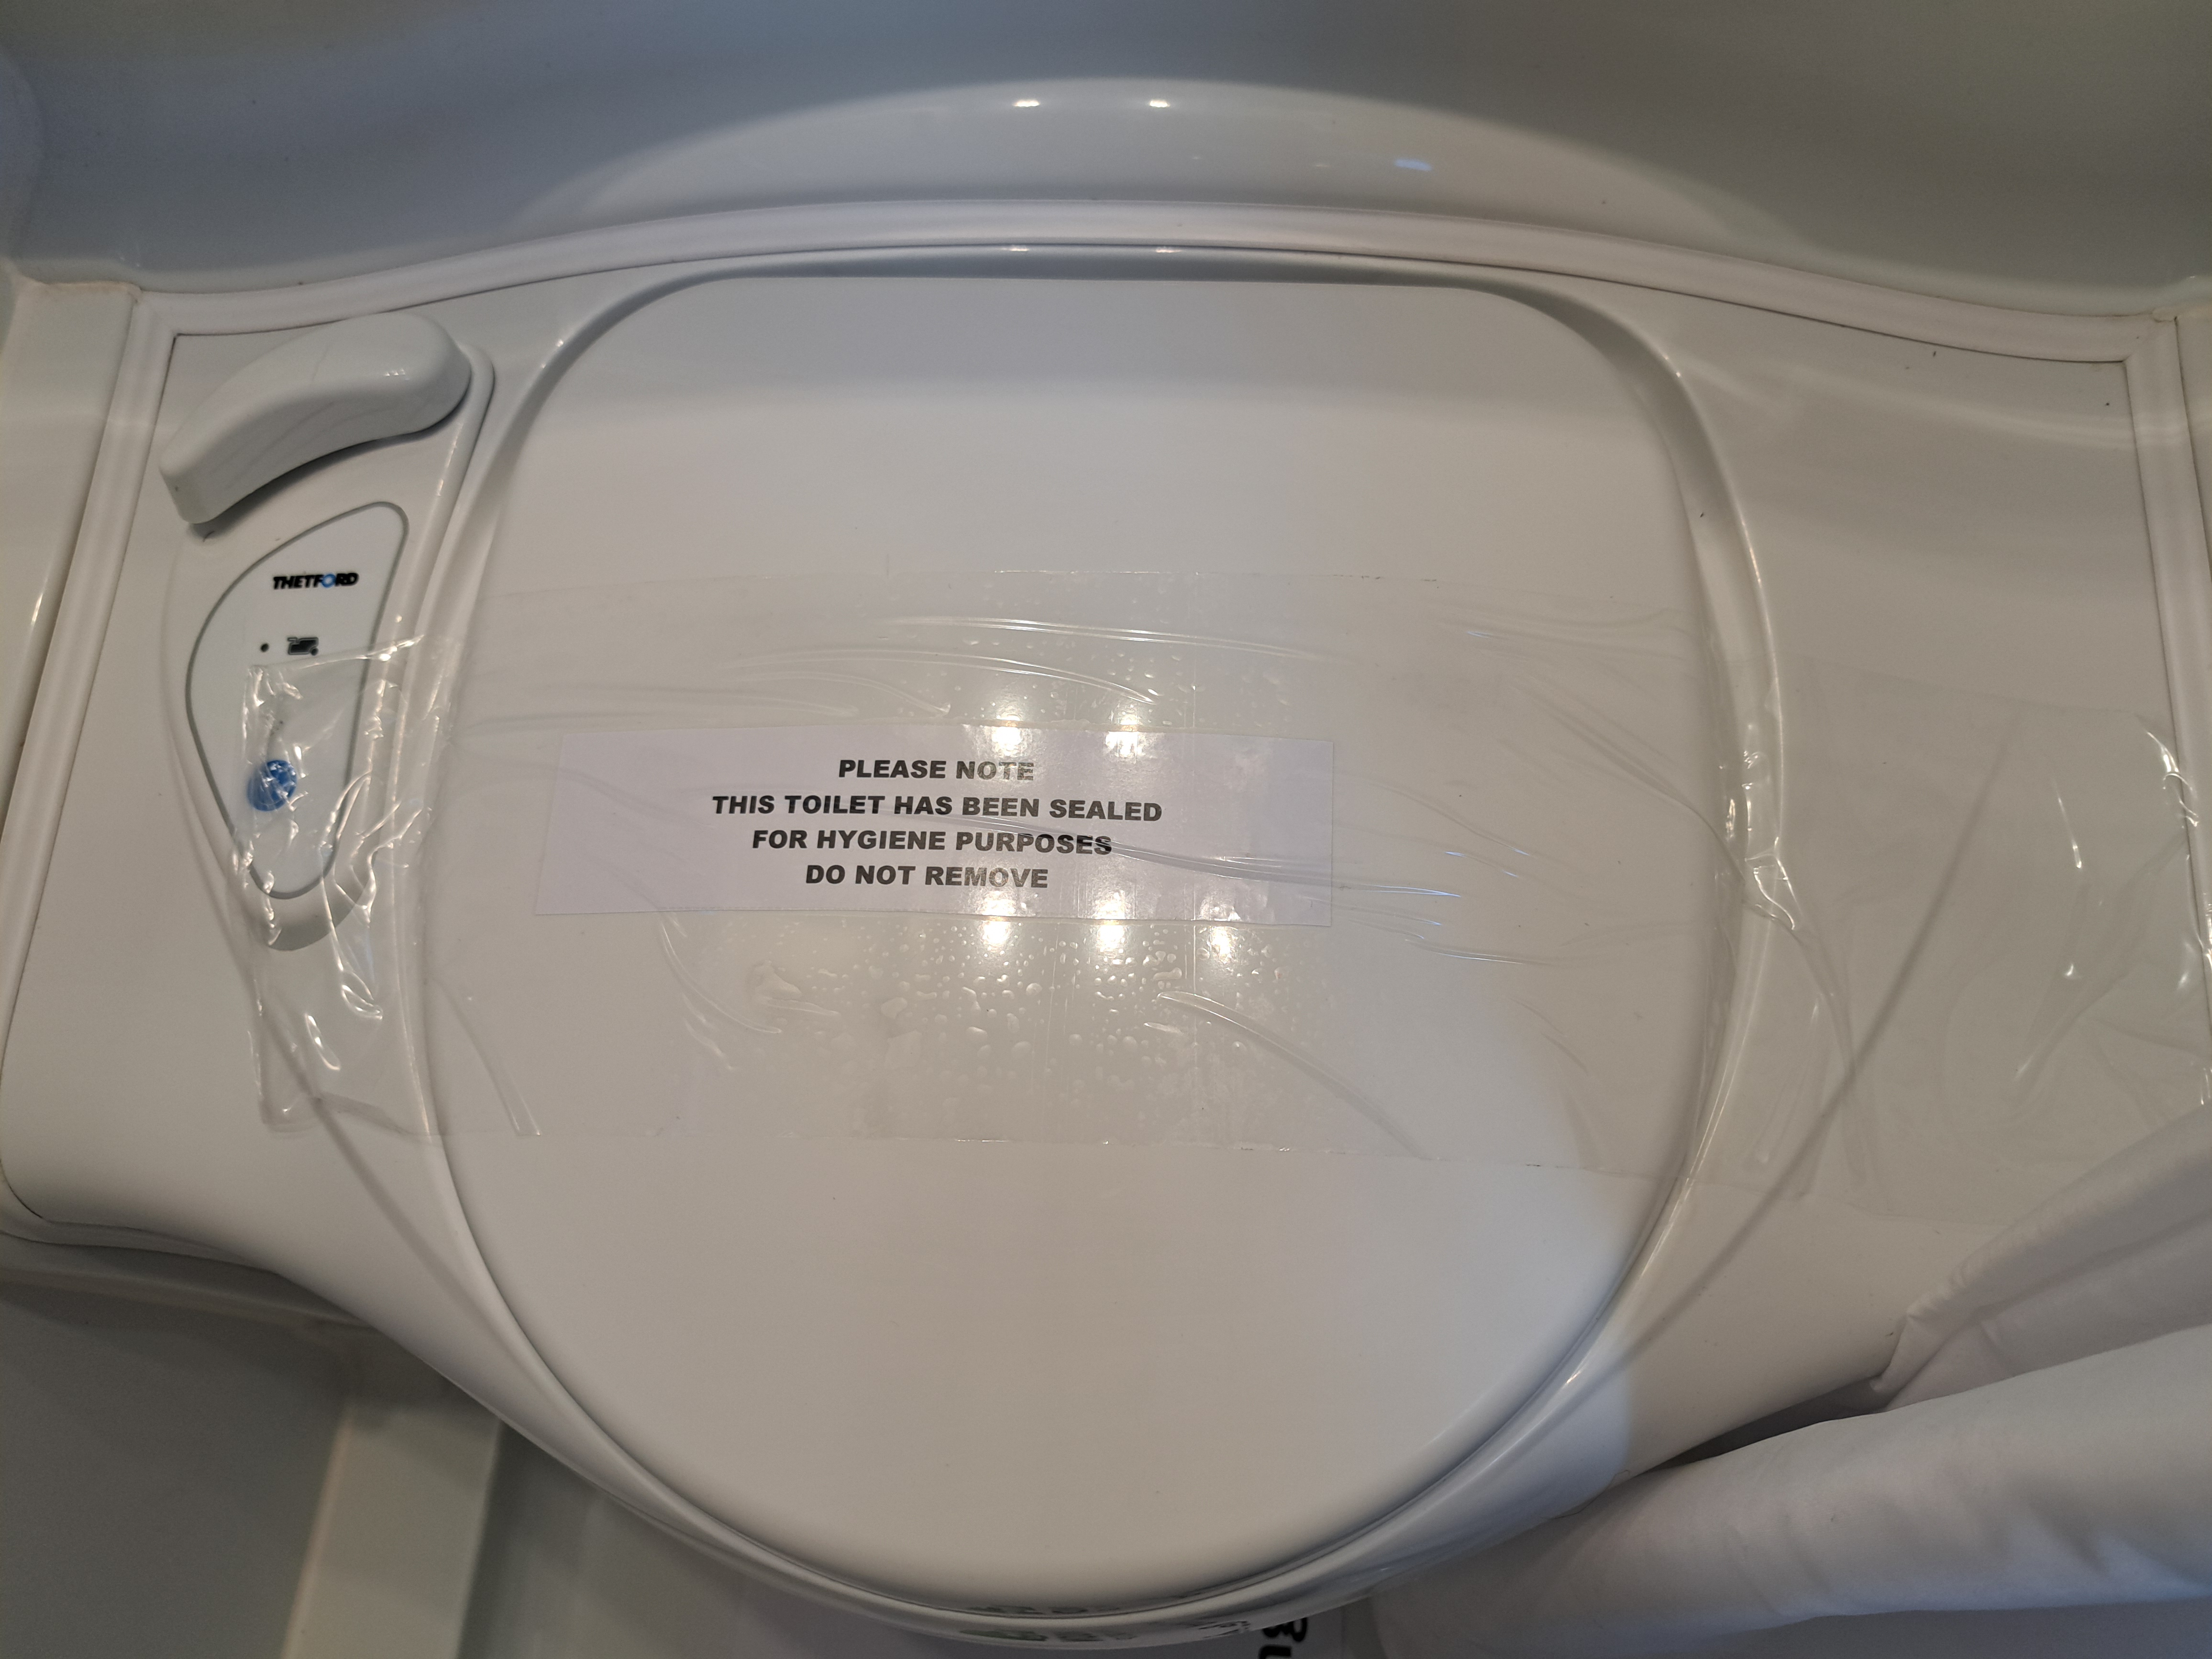 THETFORD
PLEASE NOTE
THIS TOILET HAS BEEN SEALED
FOR HYGIENE PURPOSES
DO NOT REMOVE